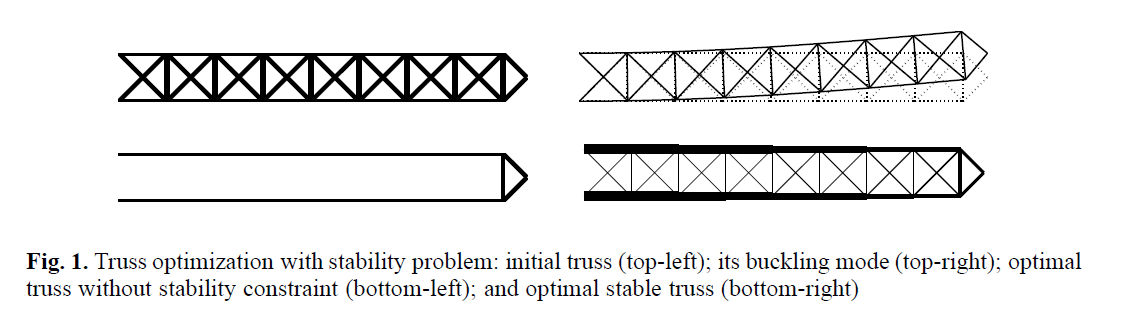 Fig. 1. Truss optimization with stability problem: initial truss (top-left); its buckling mode (top-right); optimal
truss without stability constraint (bottom-left); and optimal stable truss (bottom-right)